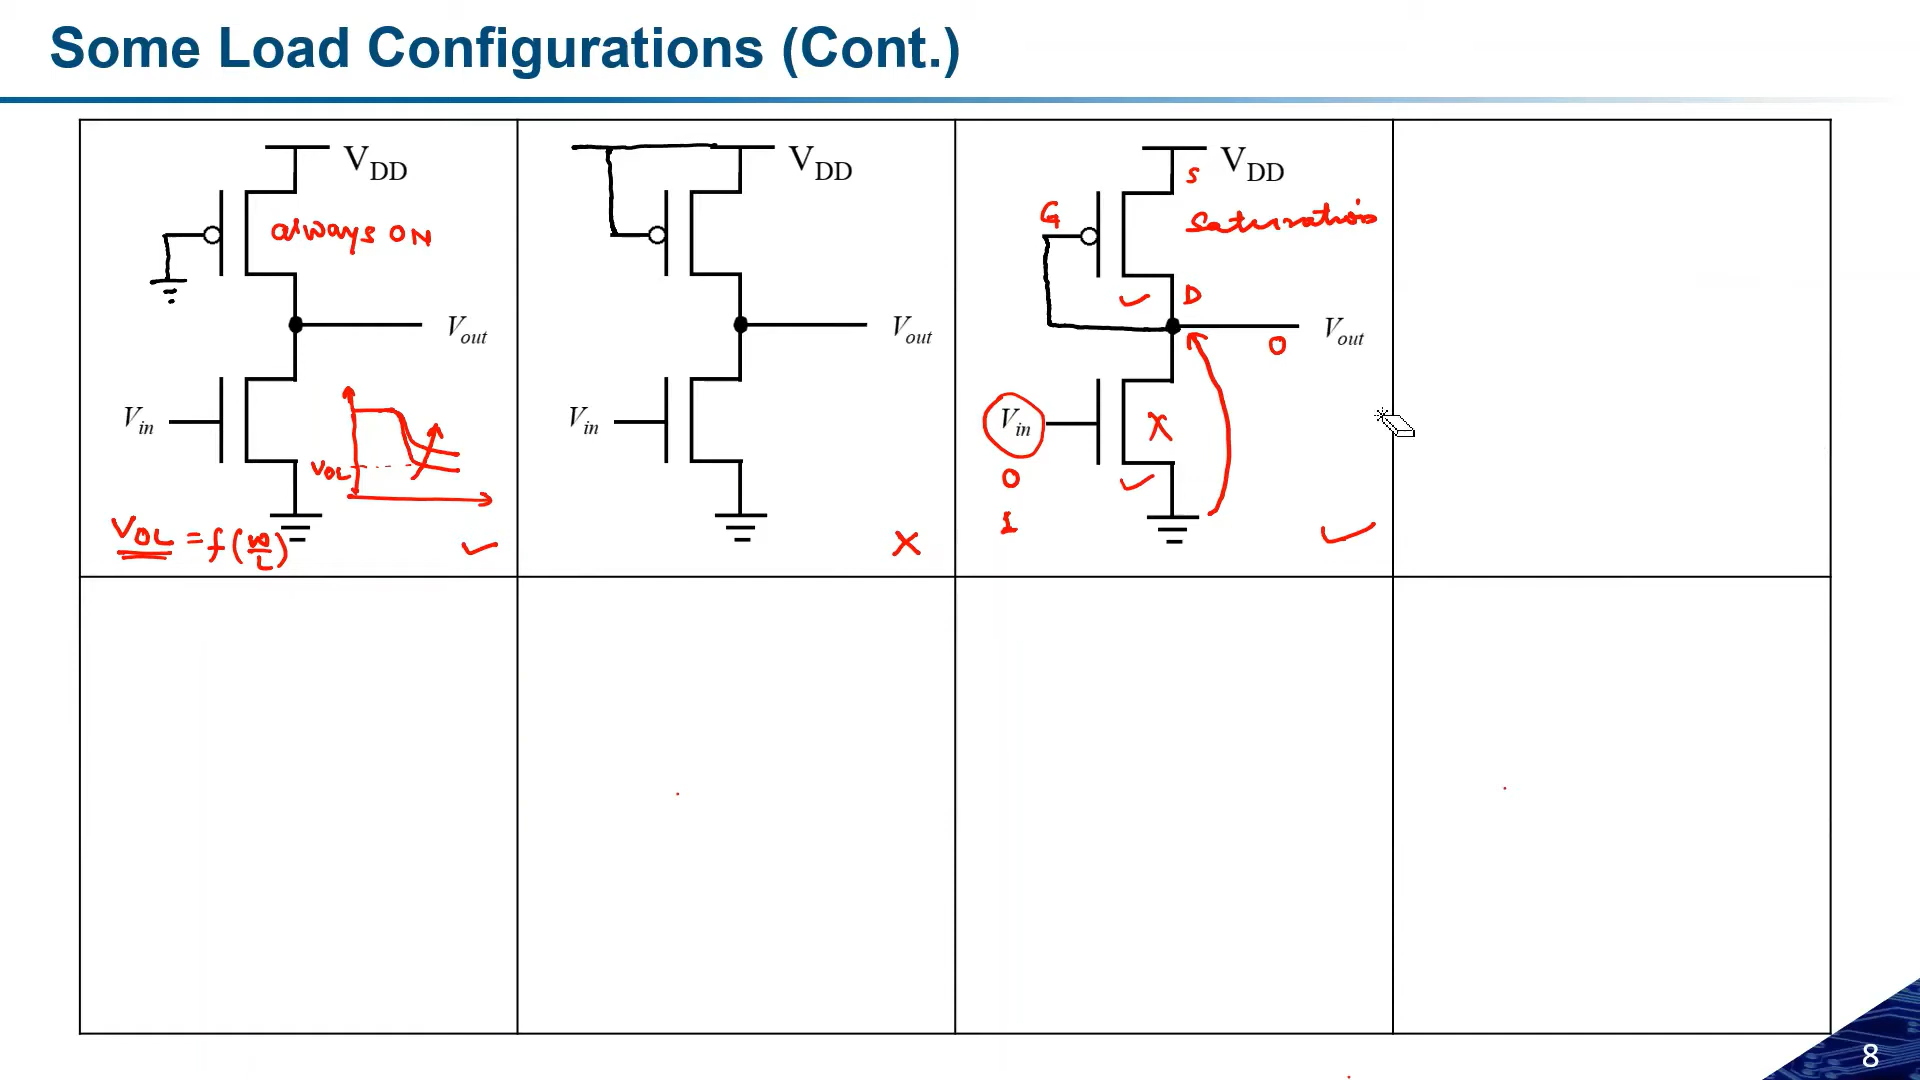 Some Load Configurations (Cont.)
VDD
always ON
Vout
Vin
VOL
VOL = f(W/L)
VDD
Vout
Vin
X
VDD
S
G
Saturation
D
Vout
0
Vin
X
0
1
8